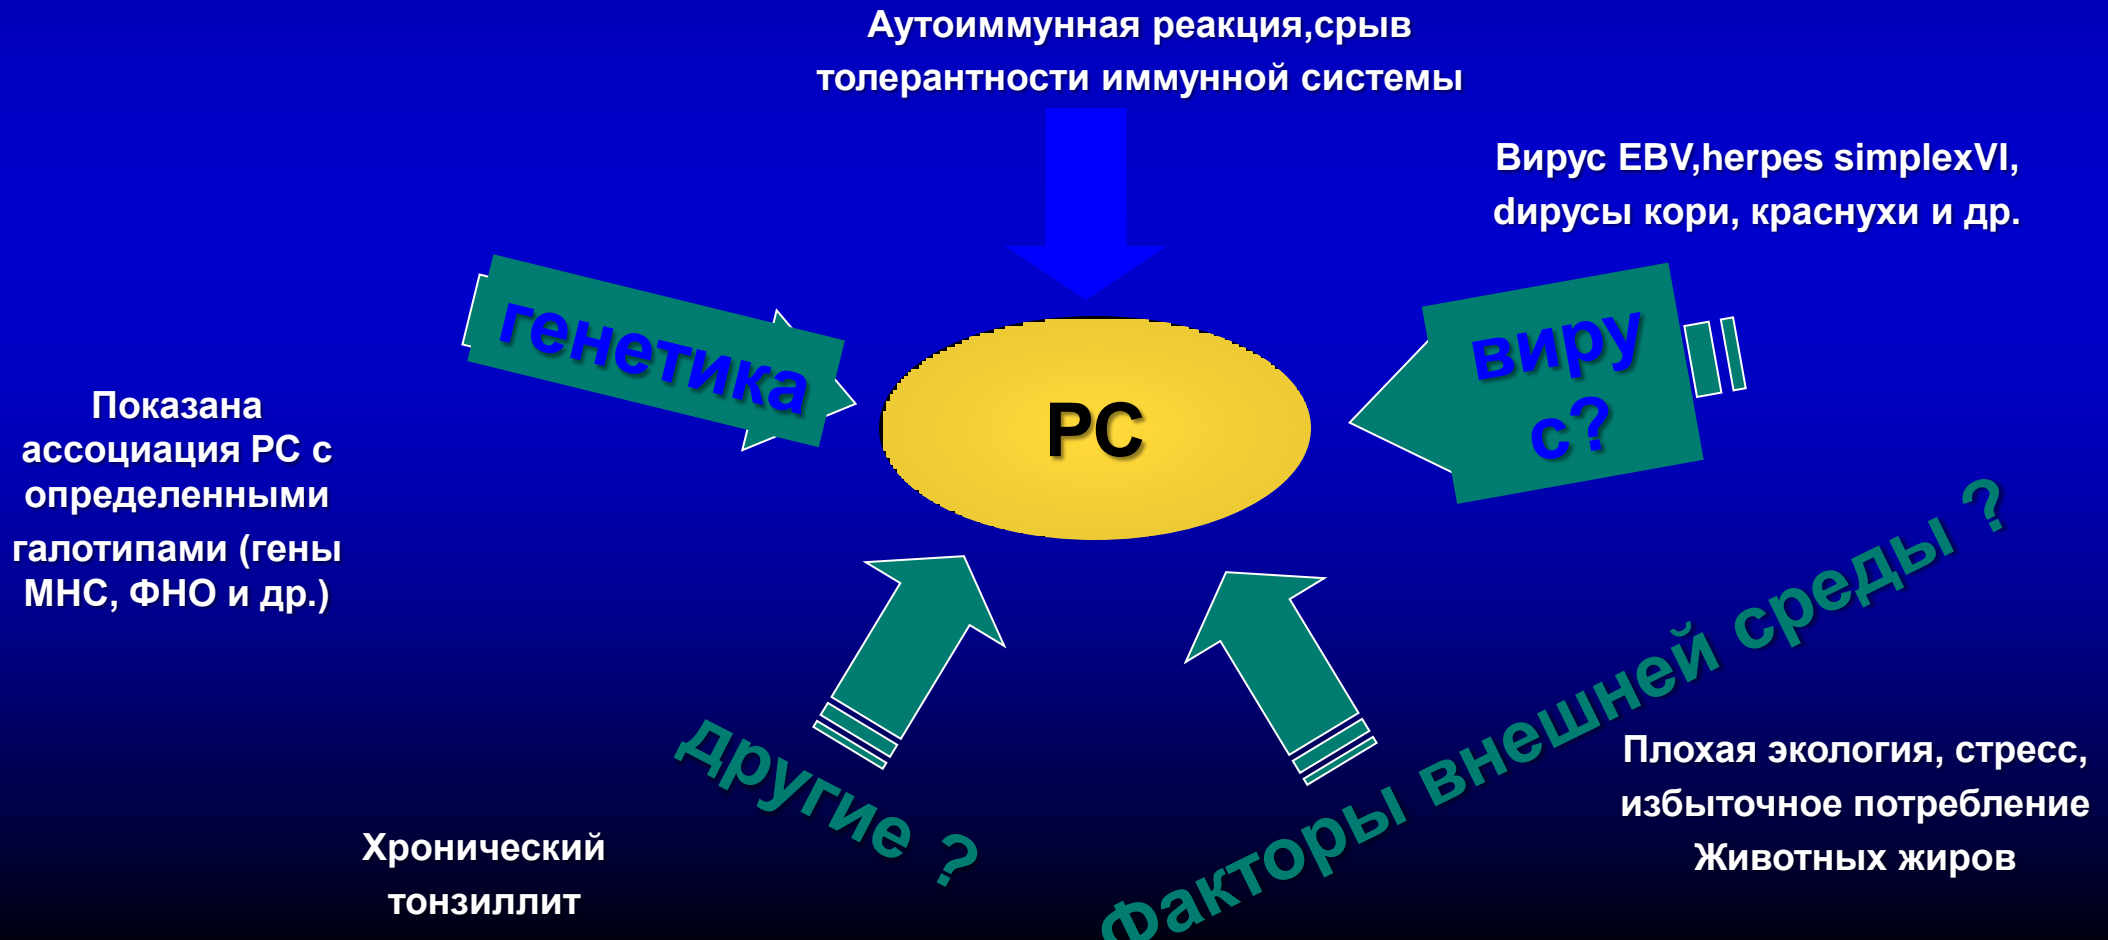 Аутоиммунная реакция,срыв
толерантности иммунной системы
Вирус EBV,herpes simplexVI,
dирусы кори, краснухи и др.
генетика
виру
с?
РС
Показана
ассоциация РС с
определенными
галотипами (гены
МНС, ФНО и др.)
другие ?
Факторы внешней среды ?
Плохая экология, стресс,
избыточное потребление
Животных жиров
Хронический
тонзиллит